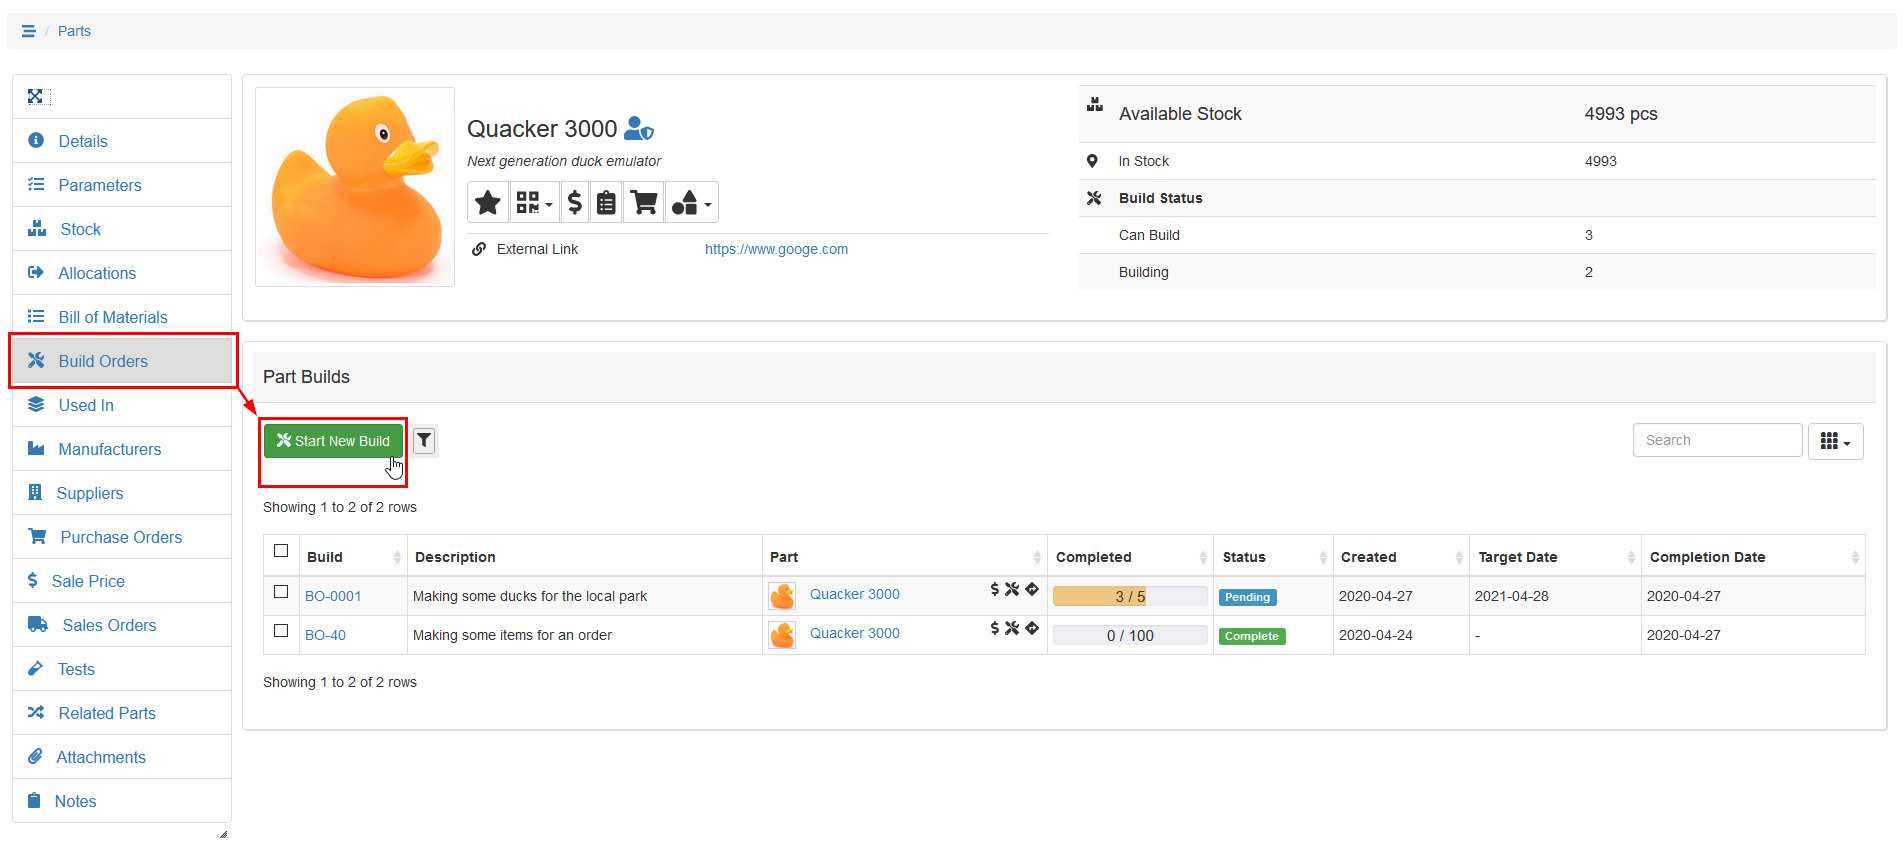 / Parts
Details
Parameters
Stock
Allocations
Bill of Materials
Build Orders
Used In
Manufacturers
Suppliers
Purchase Orders
Sale Price
Sales Orders
Tests
Related Parts
Attachments
Notes
Quacker 3000
Next generation duck emulator
External Link https://www.googe.com
Available Stock 4993 pcs
In Stock 4993
Build Status
Can Build 3
Building 2
Part Builds
Start New Build
Search
Showing 1 to 2 of 2 rows
Build Description Part Completed Status Created Target Date Completion Date
BO-0001 Making some ducks for the local park Quacker 3000 3 / 5 Pending 2020-04-27 2021-04-28 2020-04-27
BO-40 Making some items for an order Quacker 3000 0 / 100 Complete 2020-04-24 - 2020-04-27
Showing 1 to 2 of 2 rows